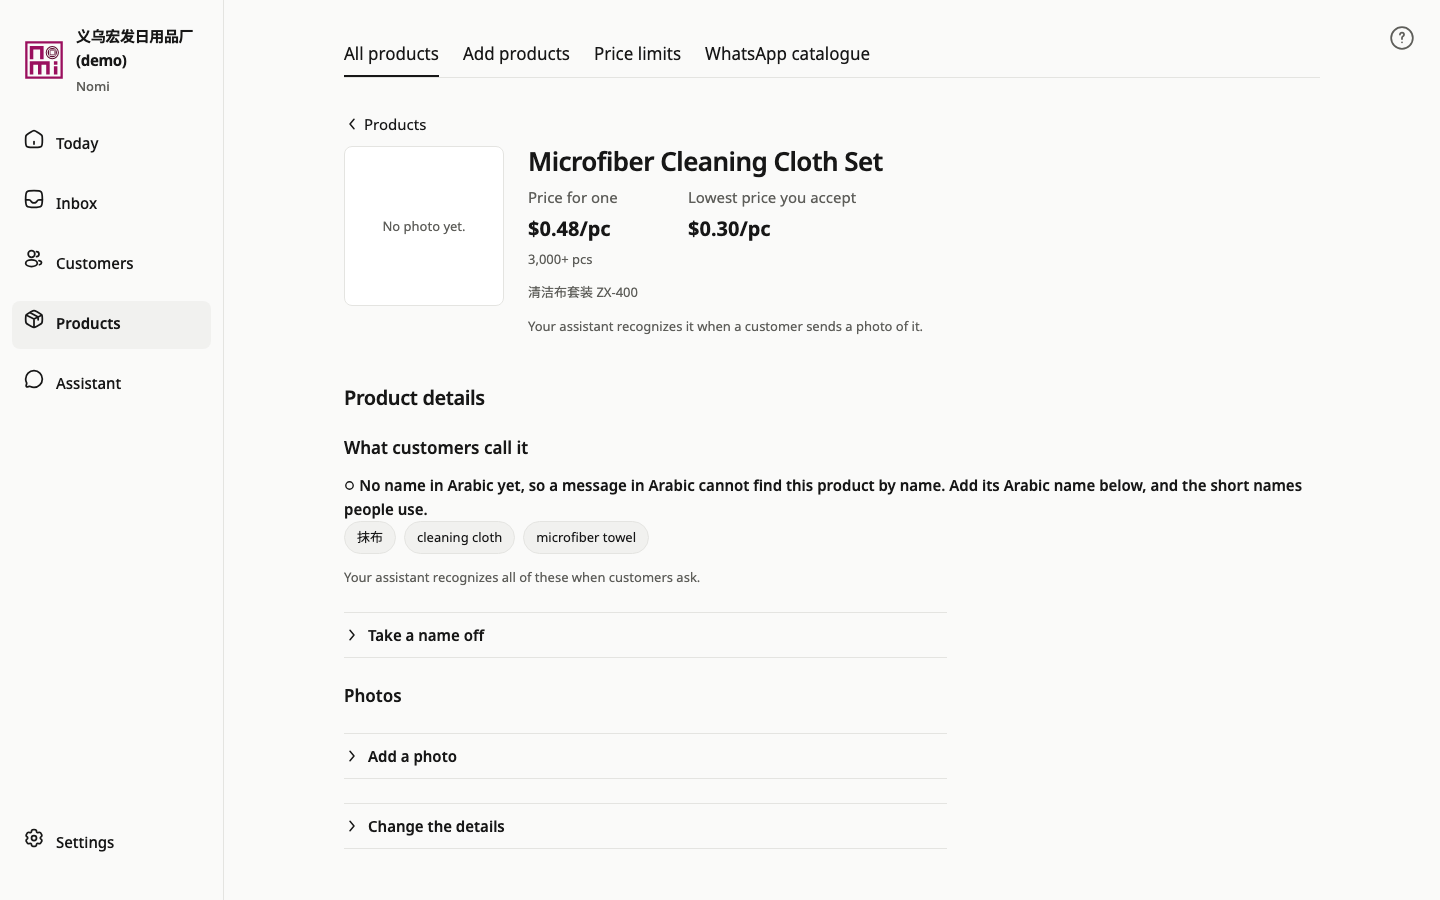 义乌宏发日用品厂
(demo)
Nomi
Today
Inbox
Customers
Products
Assistant
Settings
All products
Add products
Price limits
WhatsApp catalogue
?
Products
No photo yet.
Microfiber Cleaning Cloth Set
Price for one
Lowest price you accept
$0.48/pc
$0.30/pc
3,000+ pcs
清洁布套装 ZX-400
Your assistant recognizes it when a customer sends a photo of it.
Product details
What customers call it
No name in Arabic yet, so a message in Arabic cannot find this product by name. Add its Arabic name below, and the short names
people use.
抹布
cleaning cloth
microfiber towel
Your assistant recognizes all of these when customers ask.
Take a name off
Photos
Add a photo
Change the details